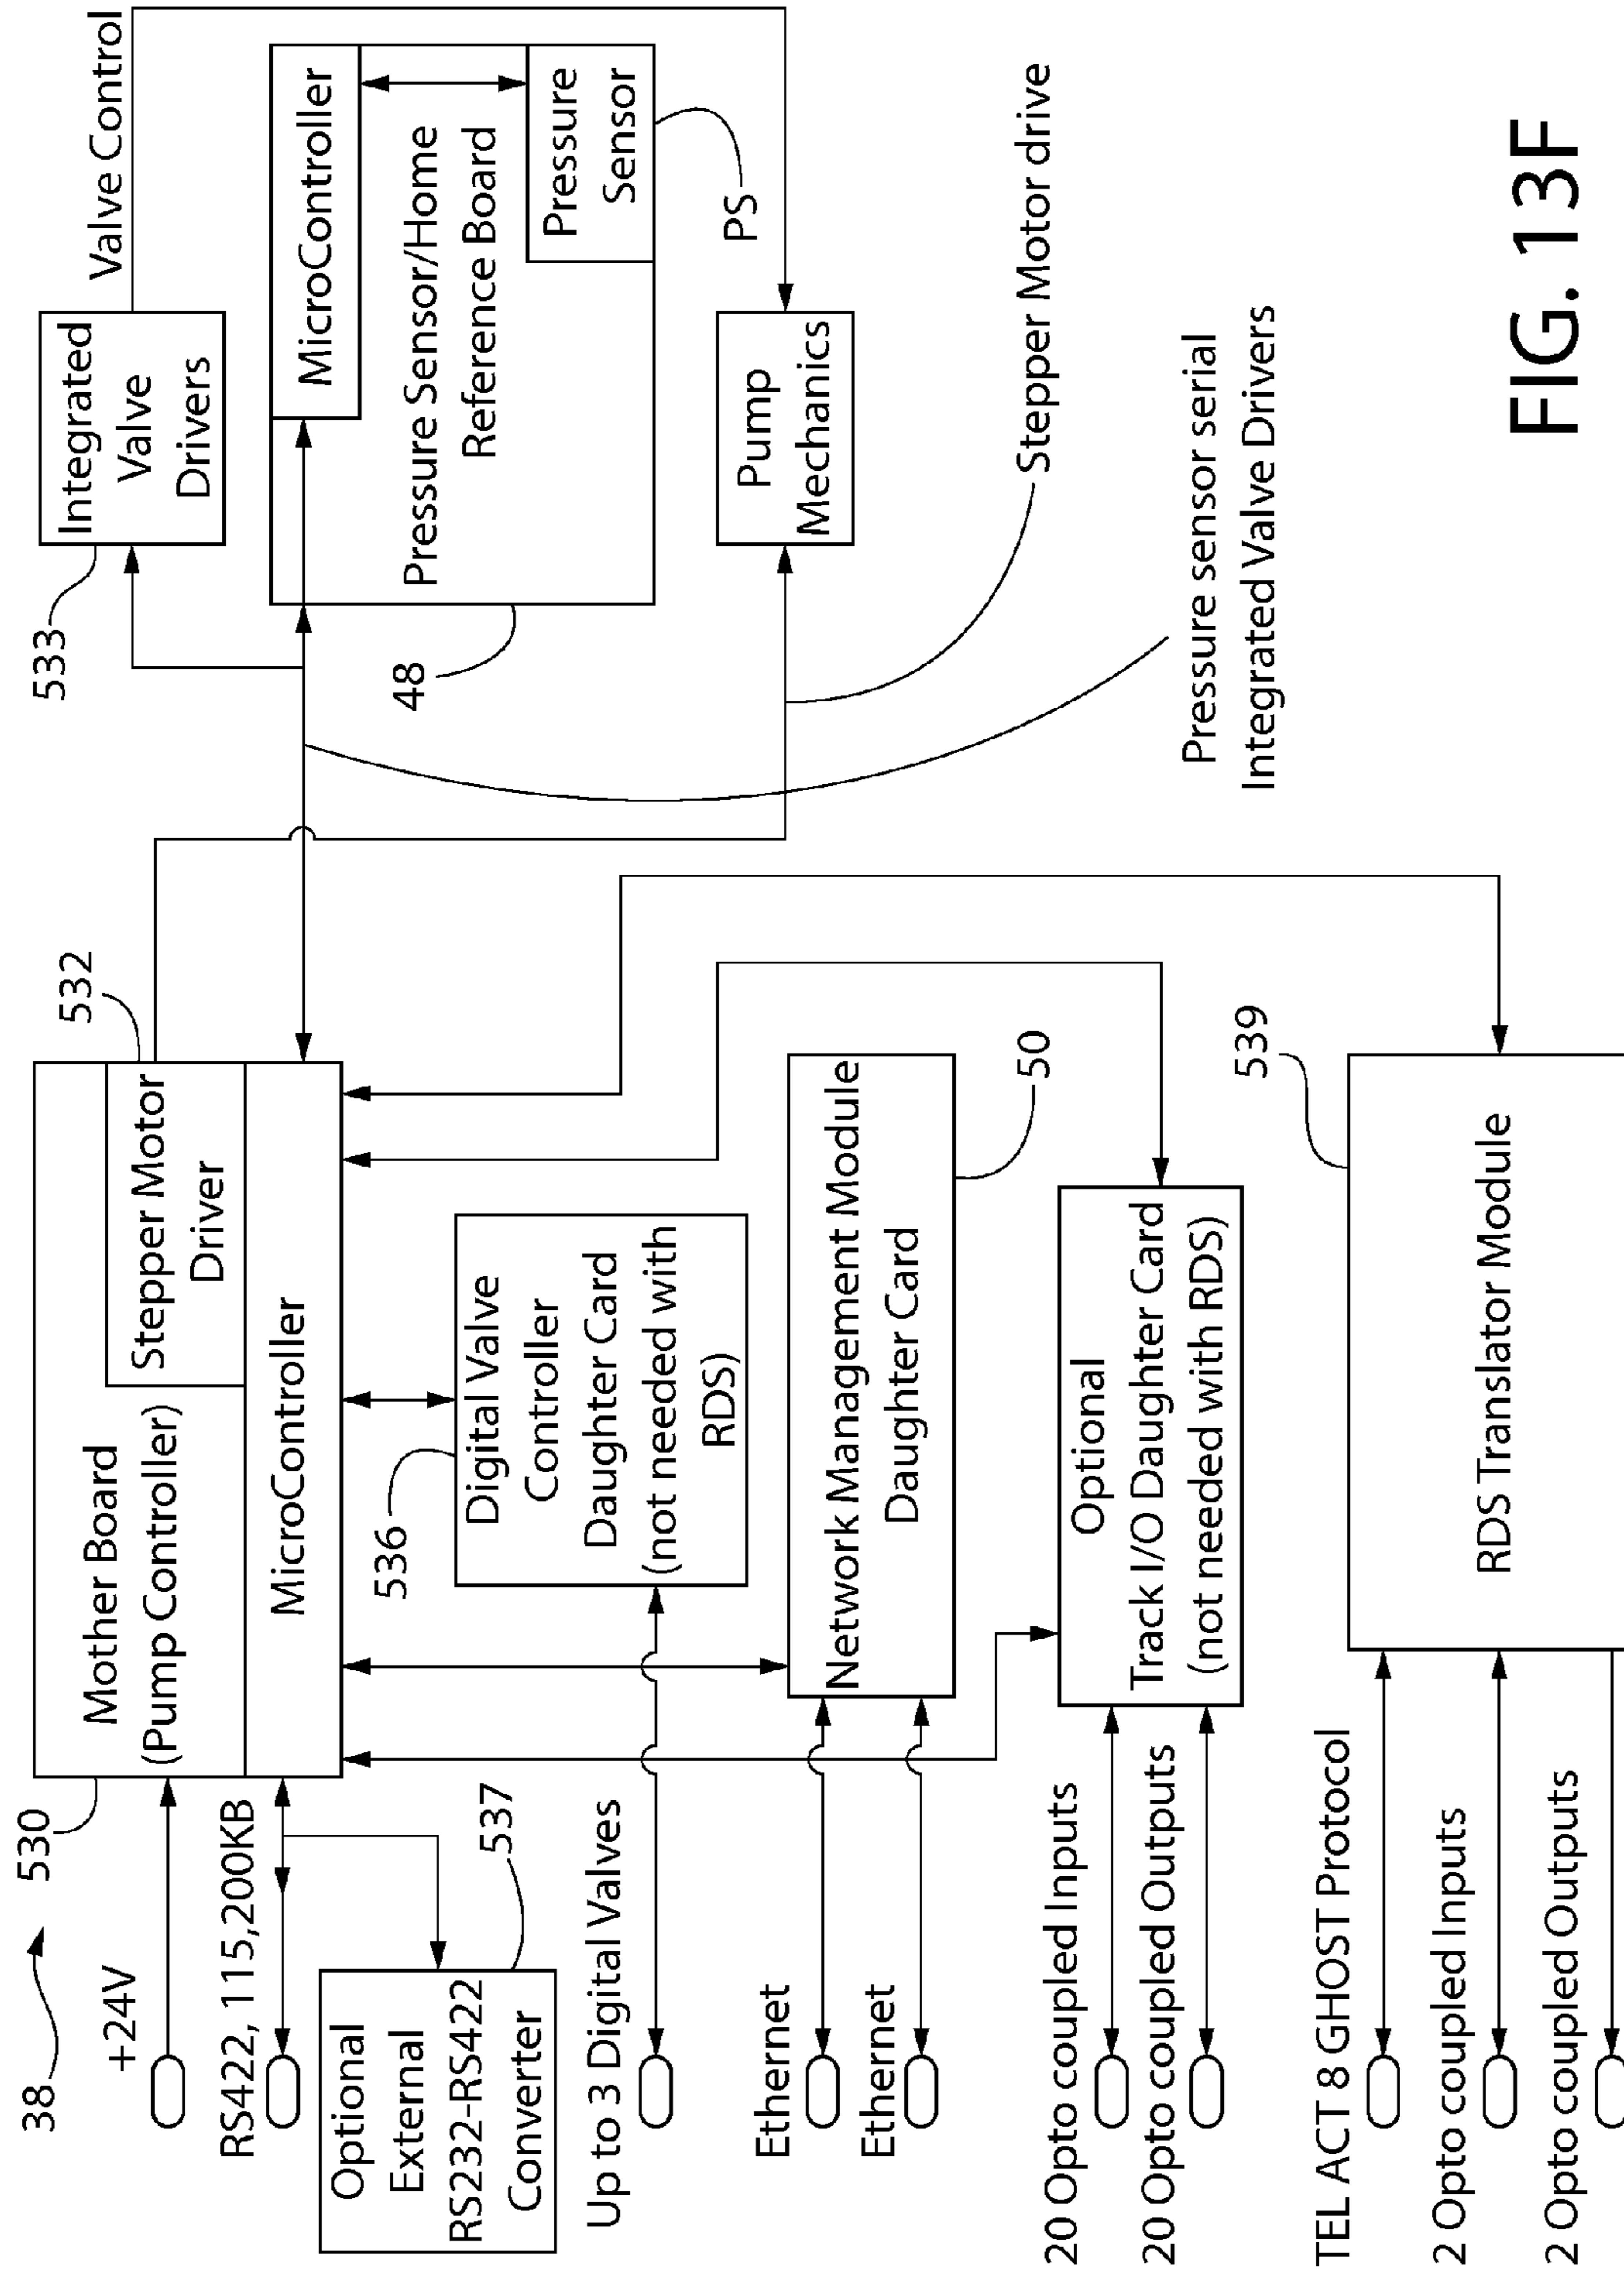 38
530
532
533
+24V
Mother Board
(Pump Controller)
Stepper Motor
Driver
MicroController
RS422, 115,200KB
Optional
External
RS232-RS422
Converter
537
Integrated
Valve
Drivers
Valve Control
MicroController
Pressure Sensor/Home
Reference Board
Pressure
Sensor
48
PS
536
Digital Valve
Controller
Daughter Card
(not needed with
RDS)
Up to 3 Digital Valves
Pump
Mechanics
Stepper Motor drive
Ethernet
Ethernet
Network Management Module
Daughter Card
50
Pressure sensor serial
Integrated Valve Drivers
20 Opto coupled Inputs
20 Opto coupled Outputs
Optional
Track I/O Daughter Card
(not needed with RDS)
539
TEL ACT 8 GHOST Protocol
2 Opto coupled Inputs
2 Opto coupled Outputs
RDS Translator Module
FIG. 13F